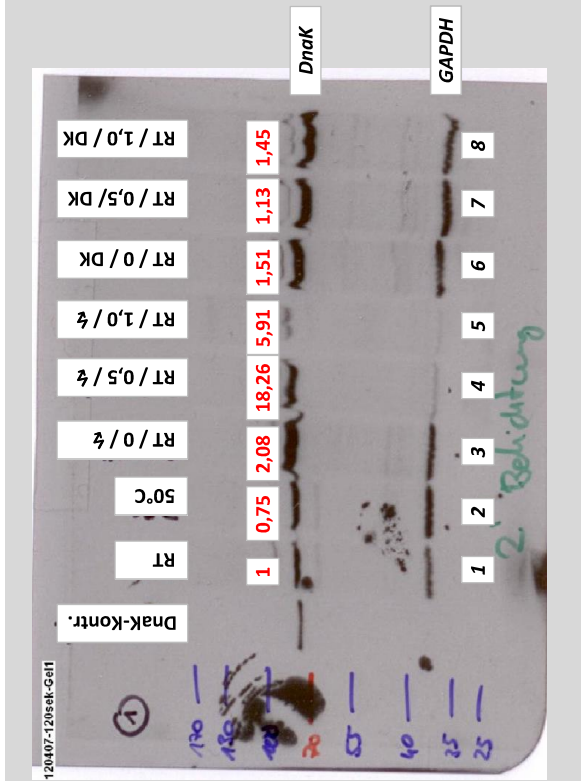 120407-120sek-Gel1
1
DnaK-Kontr.
RT
50°C
RT / 0 / ↯
RT / 0,5 / ↯
RT / 1,0 / ↯
RT / 0 / DK
RT / 0,5/ DK
RT / 1,0 / DK
1
0,75
2,08
18,26
5,91
1,51
1,13
1,45
DnaK
GAPDH
1
2
3
4
5
6
7
8
170
130
100
70
55
40
35
25
2' Belichtung